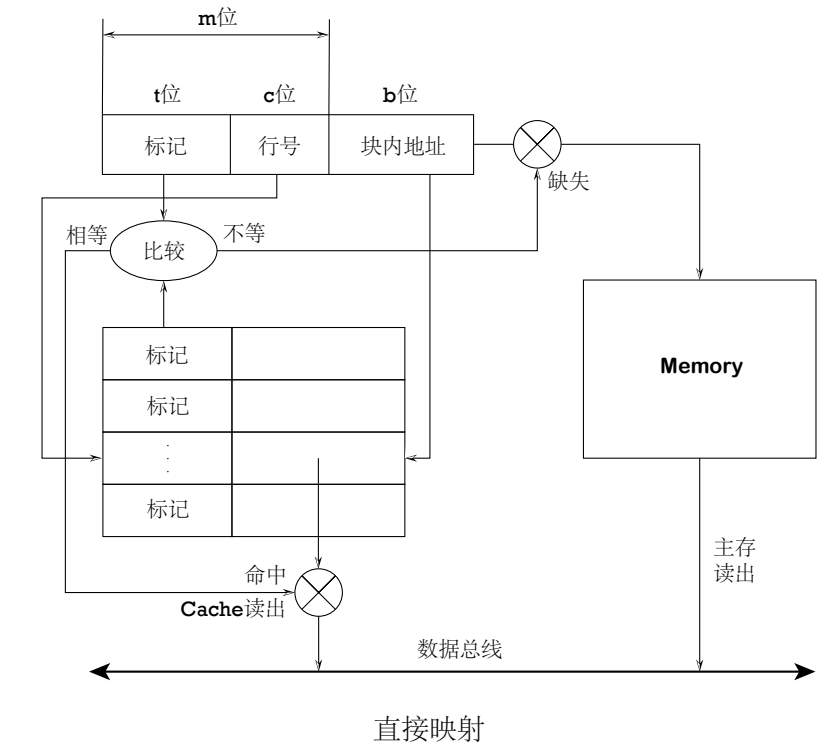 m位
t位
c位
b位
标记
行号
块内地址
缺失
相等
比较
不等
标记
标记
Memory
标记
主存
读出
命中
Cache读出
数据总线
直接映射